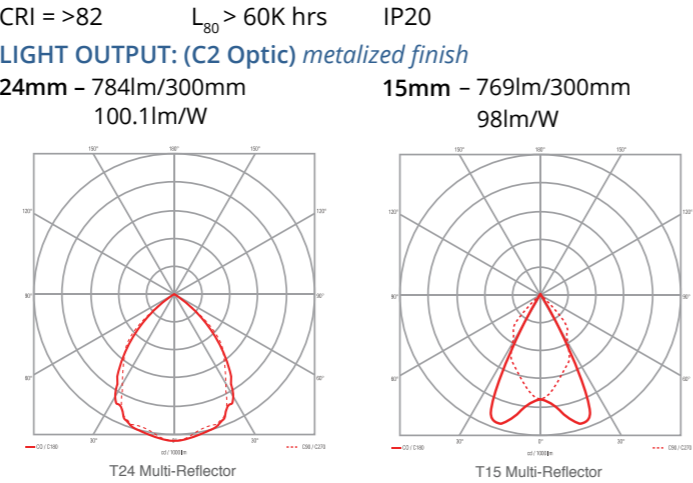 CRI = >82 L80 > 60K hrs IP20
LIGHT OUTPUT: (C2 Optic) metalized finish
24mm – 784lm/300mm
100.1lm/W
15mm – 769lm/300mm
98lm/W
150° 180° 150°
120° 120°
90° 90°
60° 60°
30° 30°
C0 / C180 cd / 1000 lm C90 / C270
T24 Multi-Reflector
150° 180° 150°
120° 120°
90° 90°
60° 60°
30° 0° 30°
C0 / C180 cd / 1000 lm C90 / C270
T15 Multi-Reflector